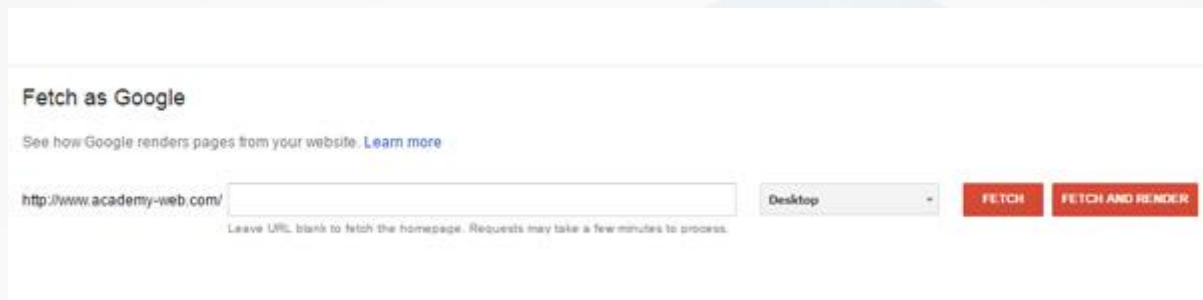 Fetch as Google
See how Google renders pages from your website. Learn more
http://www.academy-web.com/ Desktop FETCH FETCH AND RENDER
Leave URL blank to fetch the homepage. Requests may take a few minutes to process.